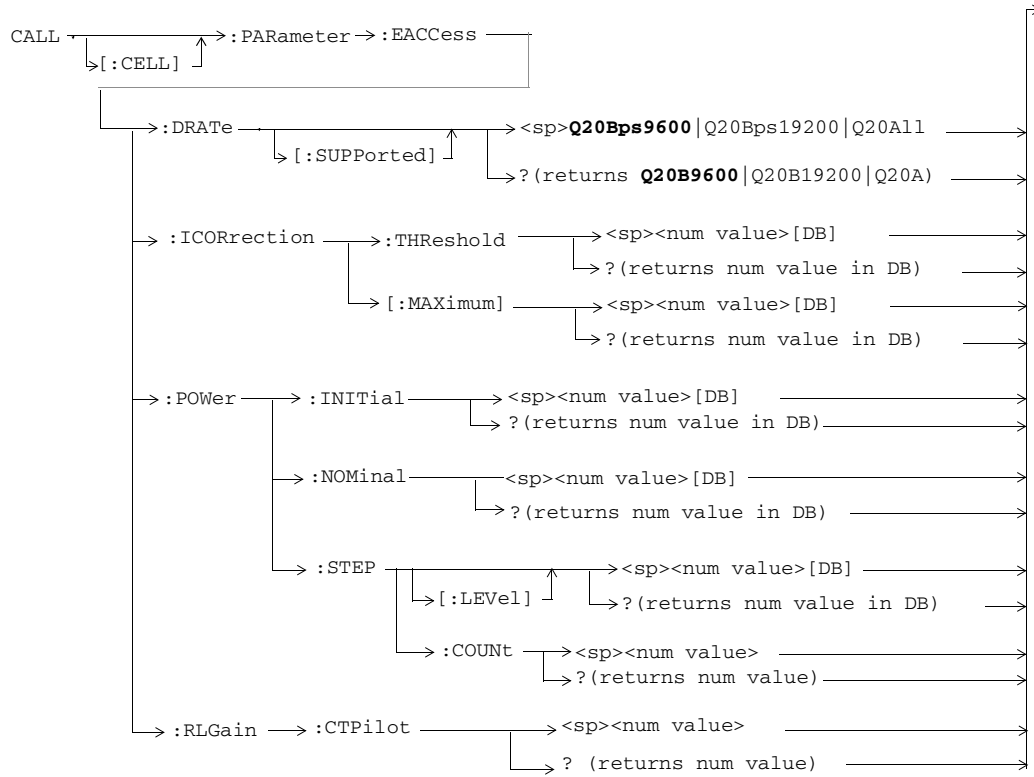 CALL :PARameter :EACCess
[:CELL]
:DRATe <sp>Q20Bps9600|Q20Bps19200|Q20All
[:SUPPorted]
?(returns Q20B9600|Q20B19200|Q20A)
:ICORrection :THReshold <sp><num value>[DB]
?(returns num value in DB)
[:MAXimum] <sp><num value>[DB]
?(returns num value in DB)
:POWer :INITial <sp><num value>[DB]
?(returns num value in DB)
:NOMinal <sp><num value>[DB]
?(returns num value in DB)
:STEP <sp><num value>[DB]
[:LEVel] ?(returns num value in DB)
:COUNt <sp><num value>
?(returns num value)
:RLGain :CTPilot <sp><num value>
? (returns num value)